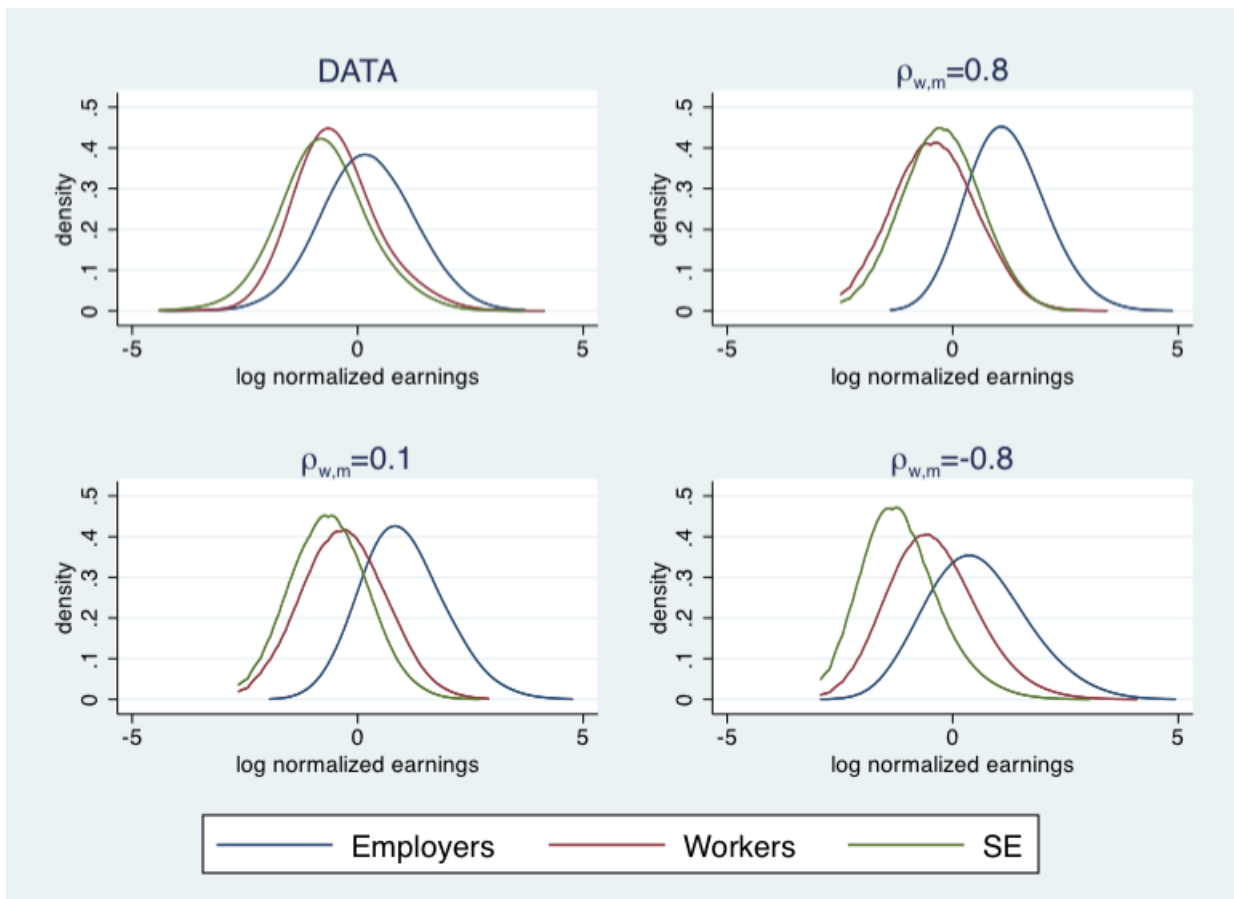 DATA
.5
.4
.3
.2
.1
0
density
-5 0 5
log normalized earnings
ρw,m=0.8
.5
.4
.3
.2
.1
0
density
-5 0 5
log normalized earnings
ρw,m=0.1
.5
.4
.3
.2
.1
0
density
-5 0 5
log normalized earnings
ρw,m=-0.8
.5
.4
.3
.2
.1
0
density
-5 0 5
log normalized earnings
Employers Workers SE